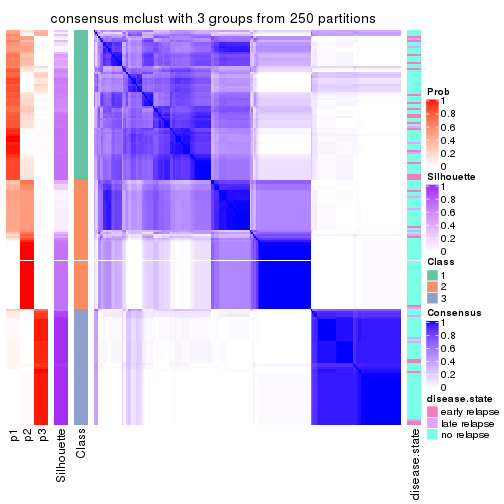 consensus mclust with 3 groups from 250 partitions
Prob
1
0.8
0.6
0.4
0.2
0
Silhouette
1
0.8
0.6
0.4
0.2
0
Class
1
2
3
Consensus
1
0.8
0.6
0.4
0.2
0
disease.state
early relapse
late relapse
no relapse
p1
p2
p3
Silhouette
Class
disease.state